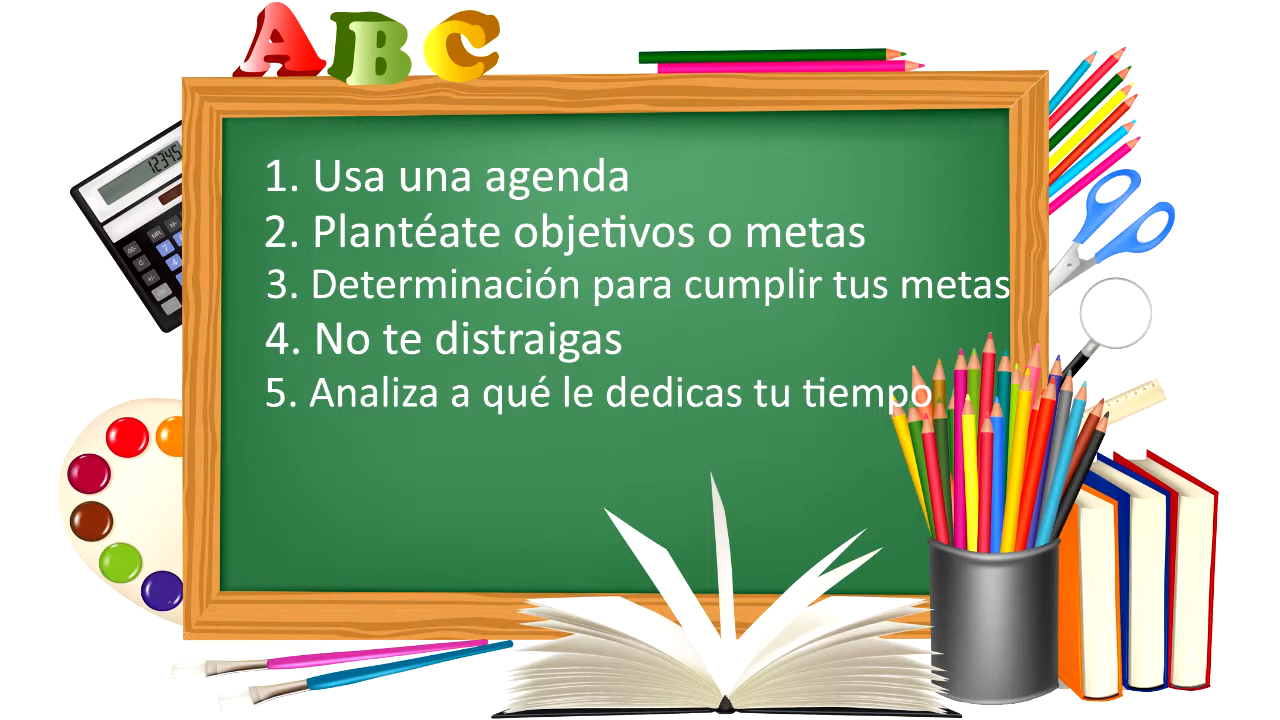 ABC
12345
1. Usa una agenda
2. Plantéate objetivos o metas
3. Determinación para cumplir tus metas
4. No te distraigas
5. Analiza a qué le dedicas tu tiempo